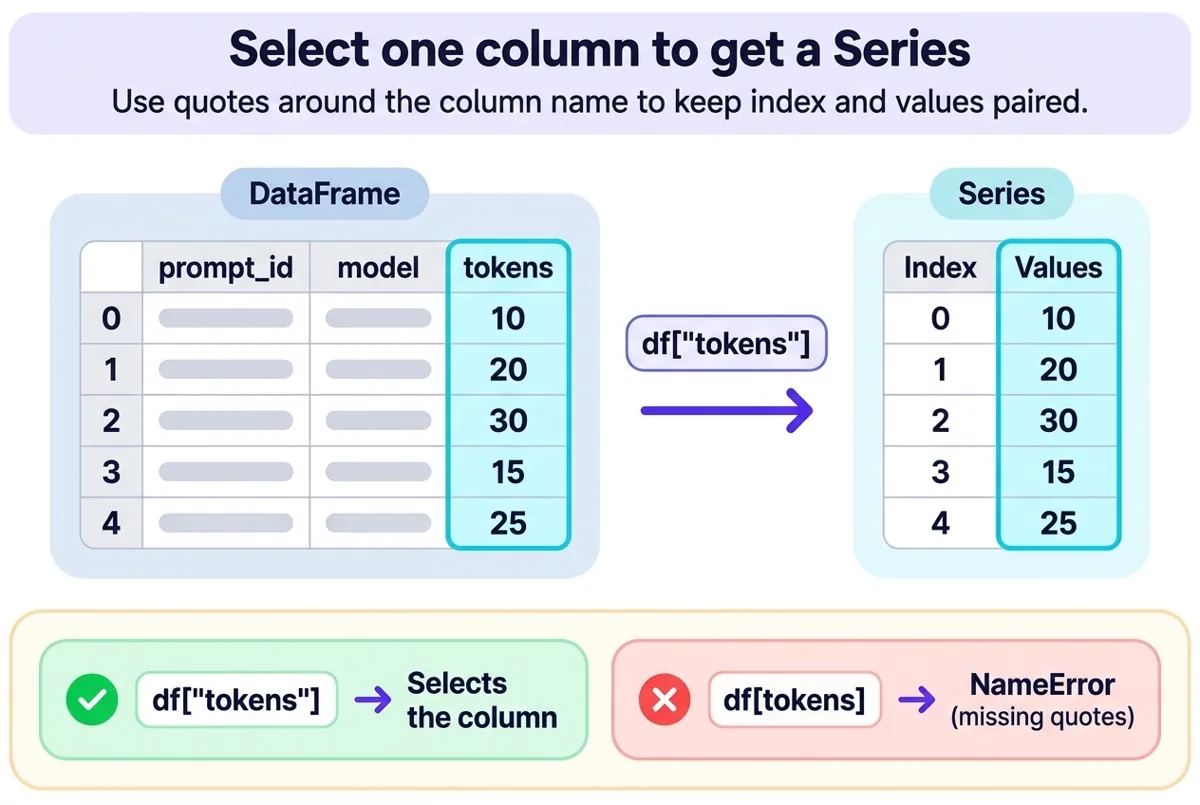 Select one column to get a Series
Use quotes around the column name to keep index and values paired.
DataFrame
prompt_id model tokens
0 10
1 20
2 30
3 15
4 25
df["tokens"]
Series
Index Values
0 10
1 20
2 30
3 15
4 25
df["tokens"]
Selects
the column
df[tokens]
NameError
(missing quotes)